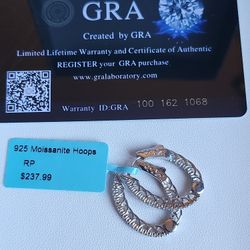 GRA
Created by GRA
Limited Lifetime Warranty and Certificate of Authentic
REGISTER your GRA purchase
www.gralaboratory.com
Warranty ID:GRA 100 162 1068
925 Moissanite Hoops
RP
$237.99